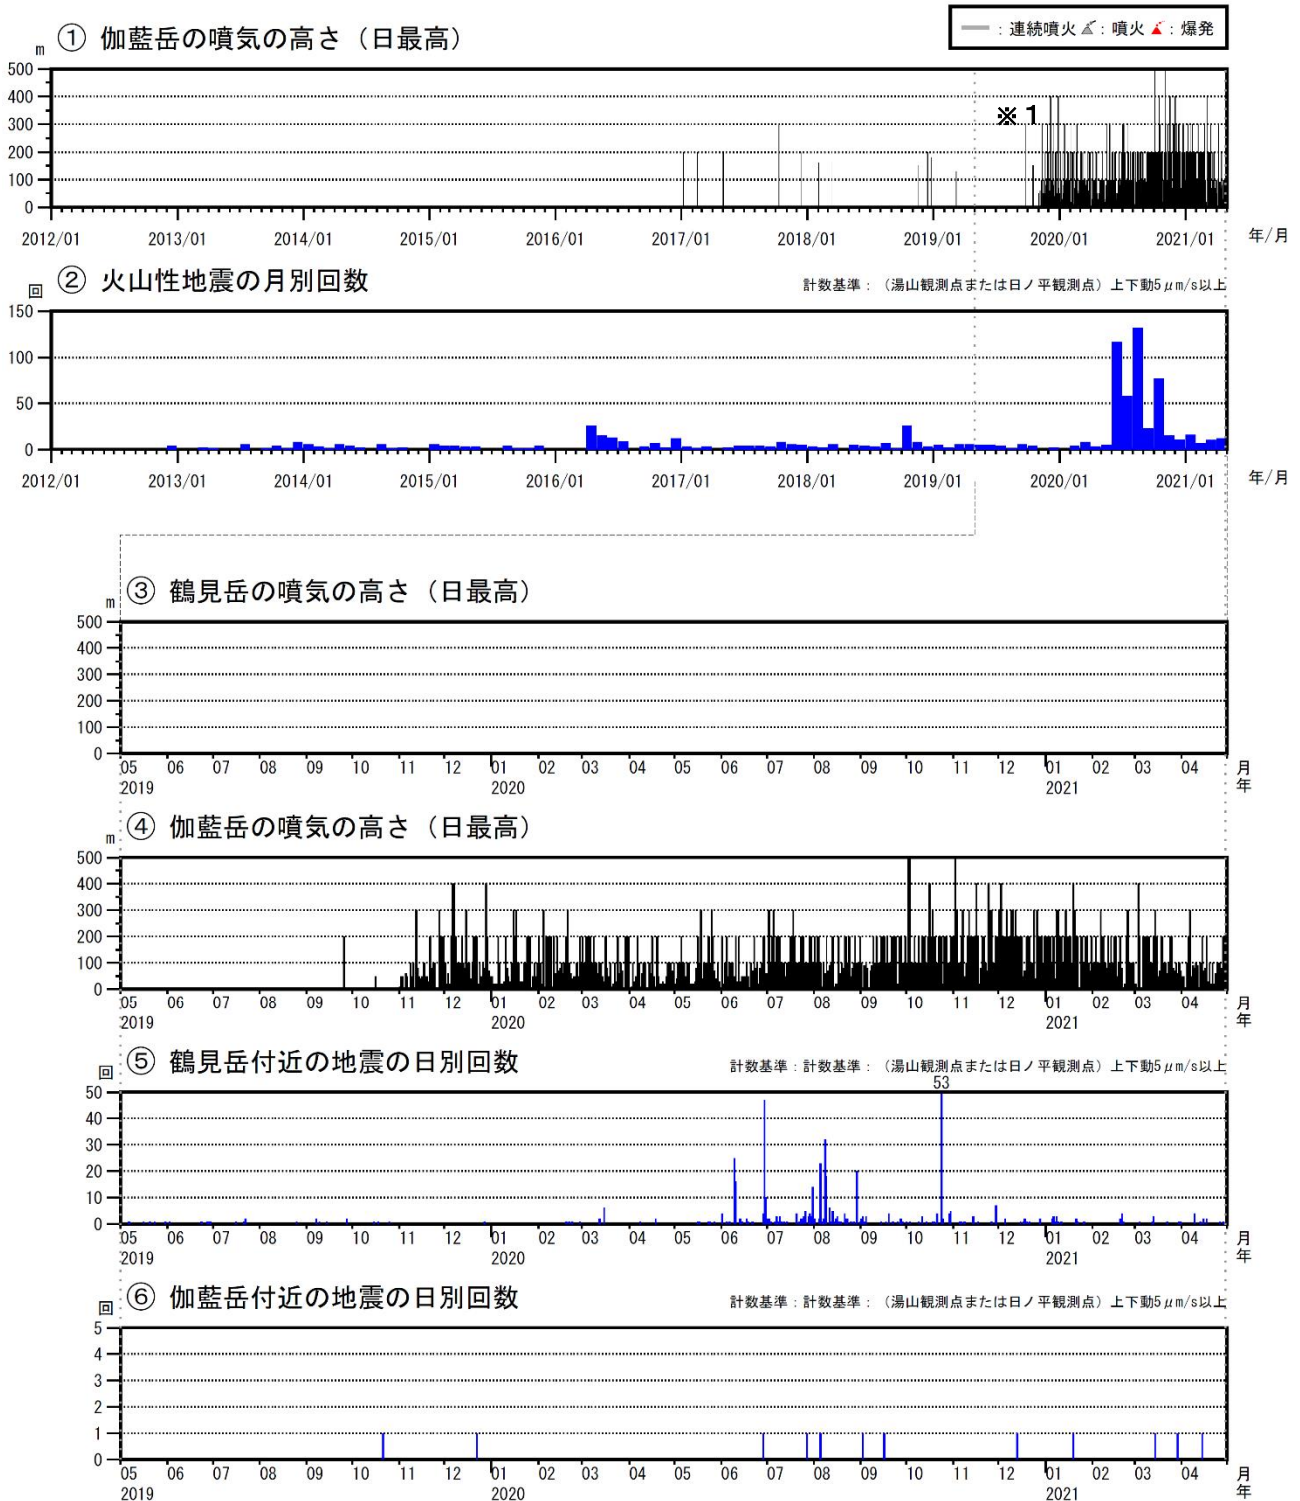 ① 伽藍岳の噴気の高さ（日最高）
：連続噴火 ：噴火 ：爆発
m
500
400
300
200
100
0
※１
2012/01 2013/01 2014/01 2015/01 2016/01 2017/01 2018/01 2019/01 2020/01 2021/01 年/月
② 火山性地震の月別回数
計数基準：（湯山観測点または日ノ平観測点）上下動5μm/s以上
回
150
100
50
0
2012/01 2013/01 2014/01 2015/01 2016/01 2017/01 2018/01 2019/01 2020/01 2021/01 年/月
③ 鶴見岳の噴気の高さ（日最高）
m
500
400
300
200
100
0
05 06 07 08 09 10 11 12 01 02 03 04 05 06 07 08 09 10 11 12 01 02 03 04 月
2019 2020 2021 年
④ 伽藍岳の噴気の高さ（日最高）
m
500
400
300
200
100
0
05 06 07 08 09 10 11 12 01 02 03 04 05 06 07 08 09 10 11 12 01 02 03 04 月
2019 2020 2021 年
⑤ 鶴見岳付近の地震の日別回数
計数基準：計数基準：（湯山観測点または日ノ平観測点）上下動5μm/s以上
回
53
50
40
30
20
10
0
05 06 07 08 09 10 11 12 01 02 03 04 05 06 07 08 09 10 11 12 01 02 03 04 月
2019 2020 2021 年
⑥ 伽藍岳付近の地震の日別回数
計数基準：計数基準：（湯山観測点または日ノ平観測点）上下動5μm/s以上
回
5
4
3
2
1
0
05 06 07 08 09 10 11 12 01 02 03 04 05 06 07 08 09 10 11 12 01 02 03 04 月
2019 2020 2021 年